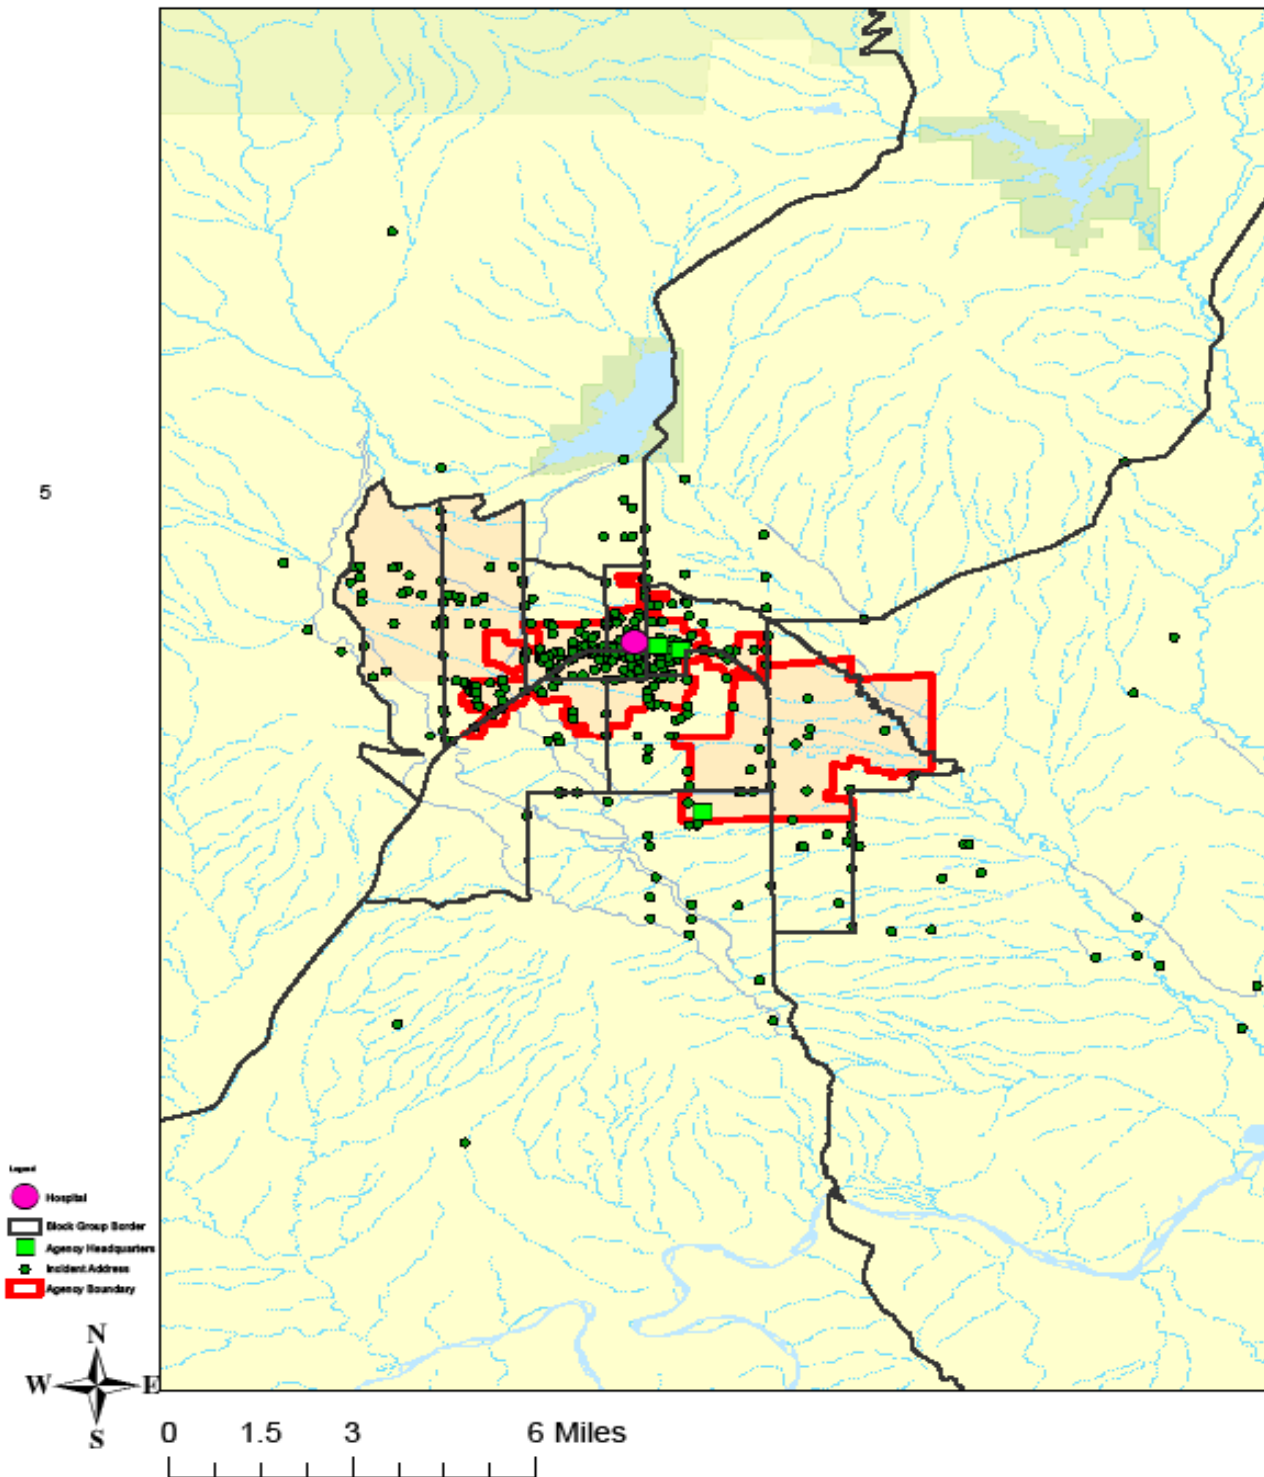 5
Legend
Hospital
Block Group Border
Agency Headquarters
Incident Address
Agency Boundary
N
W E
S
0 1.5 3 6 Miles